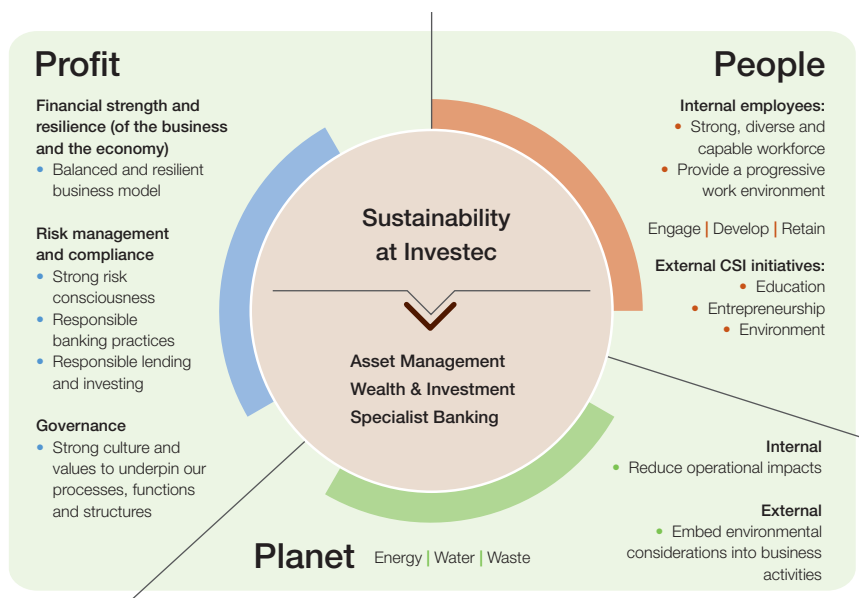 Profit
Financial strength and
resilience (of the business
and the economy)
• Balanced and resilient
business model
Risk management
and compliance
• Strong risk
consciousness
• Responsible
banking practices
• Responsible lending
and investing
Governance
• Strong culture and
values to underpin our
processes, functions
and structures
Sustainability
at Investec
Asset Management
Wealth & Investment
Specialist Banking
People
Internal employees:
• Strong, diverse and
capable workforce
• Provide a progressive
work environment
Engage | Develop | Retain
External CSI initiatives:
• Education
• Entrepreneurship
• Environment
Planet
Energy | Water | Waste
Internal
• Reduce operational impacts
External
• Embed environmental
considerations into business
activities